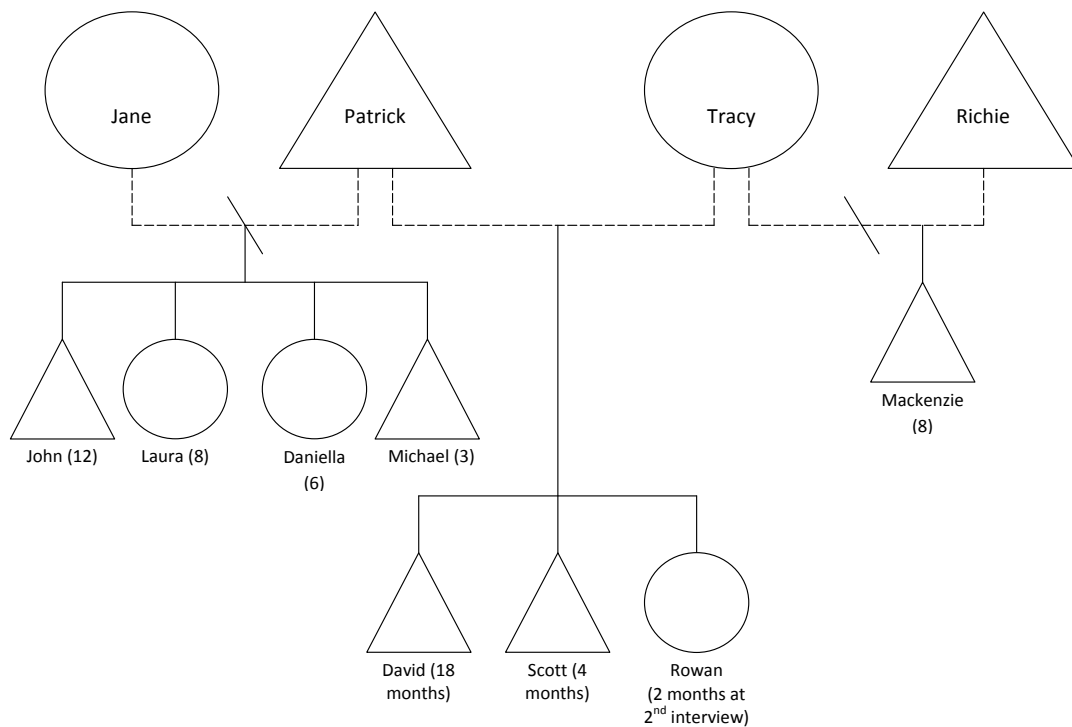 Jane
Patrick
Tracy
Richie
John (12)
Laura (8)
Daniella
(6)
Michael (3)
Mackenzie
(8)
David (18
months)
Scott (4
months)
Rowan
(2 months at
2nd interview)